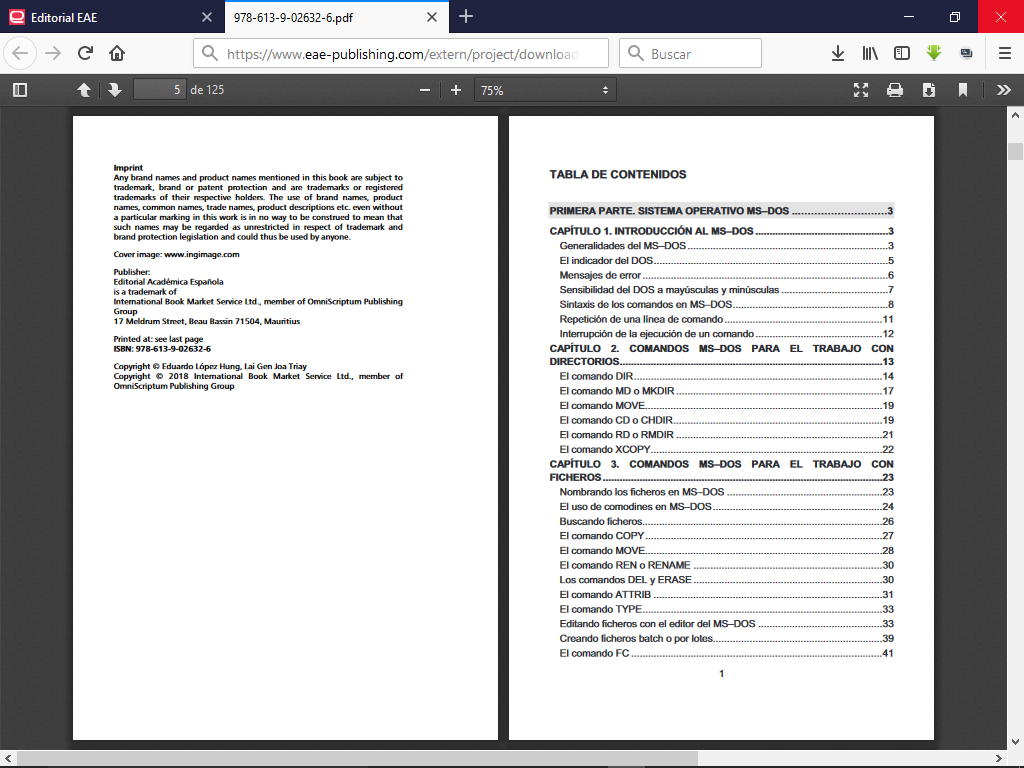 Editorial EAE
978-613-9-02632-6.pdf
https://www.eae-publishing.com/extern/project/download
Buscar
5 de 125
75%
Imprint
Any brand names and product names mentioned in this book are subject to
trademark, brand or patent protection and are trademarks or registered
trademarks of their respective holders. The use of brand names, product
names, common names, trade names, product descriptions etc. even without
a particular marking in this work is in no way to be construed to mean that
such names may be regarded as unrestricted in respect of trademark and
brand protection legislation and could thus be used by anyone.
Cover image: www.ingimage.com
Publisher:
Editorial Académica Española
is a trademark of
International Book Market Service Ltd., member of OmniScriptum Publishing
Group
17 Meldrum Street, Beau Bassin 71504, Mauritius
Printed at: see last page
ISBN: 978-613-9-02632-6
Copyright © Eduardo López Hung, Lai Gen Joa Triay
Copyright © 2018 International Book Market Service Ltd., member of
OmniScriptum Publishing Group
TABLA DE CONTENIDOS
PRIMERA PARTE. SISTEMA OPERATIVO MS–DOS ............................3
CAPÍTULO 1. INTRODUCCIÓN AL MS–DOS ............................3
Generalidades del MS–DOS ............................3
El indicador del DOS............................5
Mensajes de error ............................6
Sensibilidad del DOS a mayúsculas y minúsculas ............................7
Sintaxis de los comandos en MS–DOS............................8
Repetición de una línea de comando ............................11
Interrupción de la ejecución de un comando ............................12
CAPÍTULO 2. COMANDOS MS–DOS PARA EL TRABAJO CON
DIRECTORIOS............................13
El comando DIR............................14
El comando MD o MKDIR ............................17
El comando MOVE............................19
El comando CD o CHDIR............................19
El comando RD o RMDIR ............................21
El comando XCOPY............................22
CAPÍTULO 3. COMANDOS MS–DOS PARA EL TRABAJO CON
FICHEROS ............................23
Nombrando los ficheros en MS–DOS ............................23
El uso de comodines en MS–DOS............................24
Buscando ficheros............................26
El comando COPY............................27
El comando MOVE............................28
El comando REN o RENAME ............................30
Los comandos DEL y ERASE ............................30
El comando ATTRIB ............................31
El comando TYPE............................33
Editando ficheros con el editor del MS–DOS ............................33
Creando ficheros batch o por lotes............................39
El comando FC ............................41
1